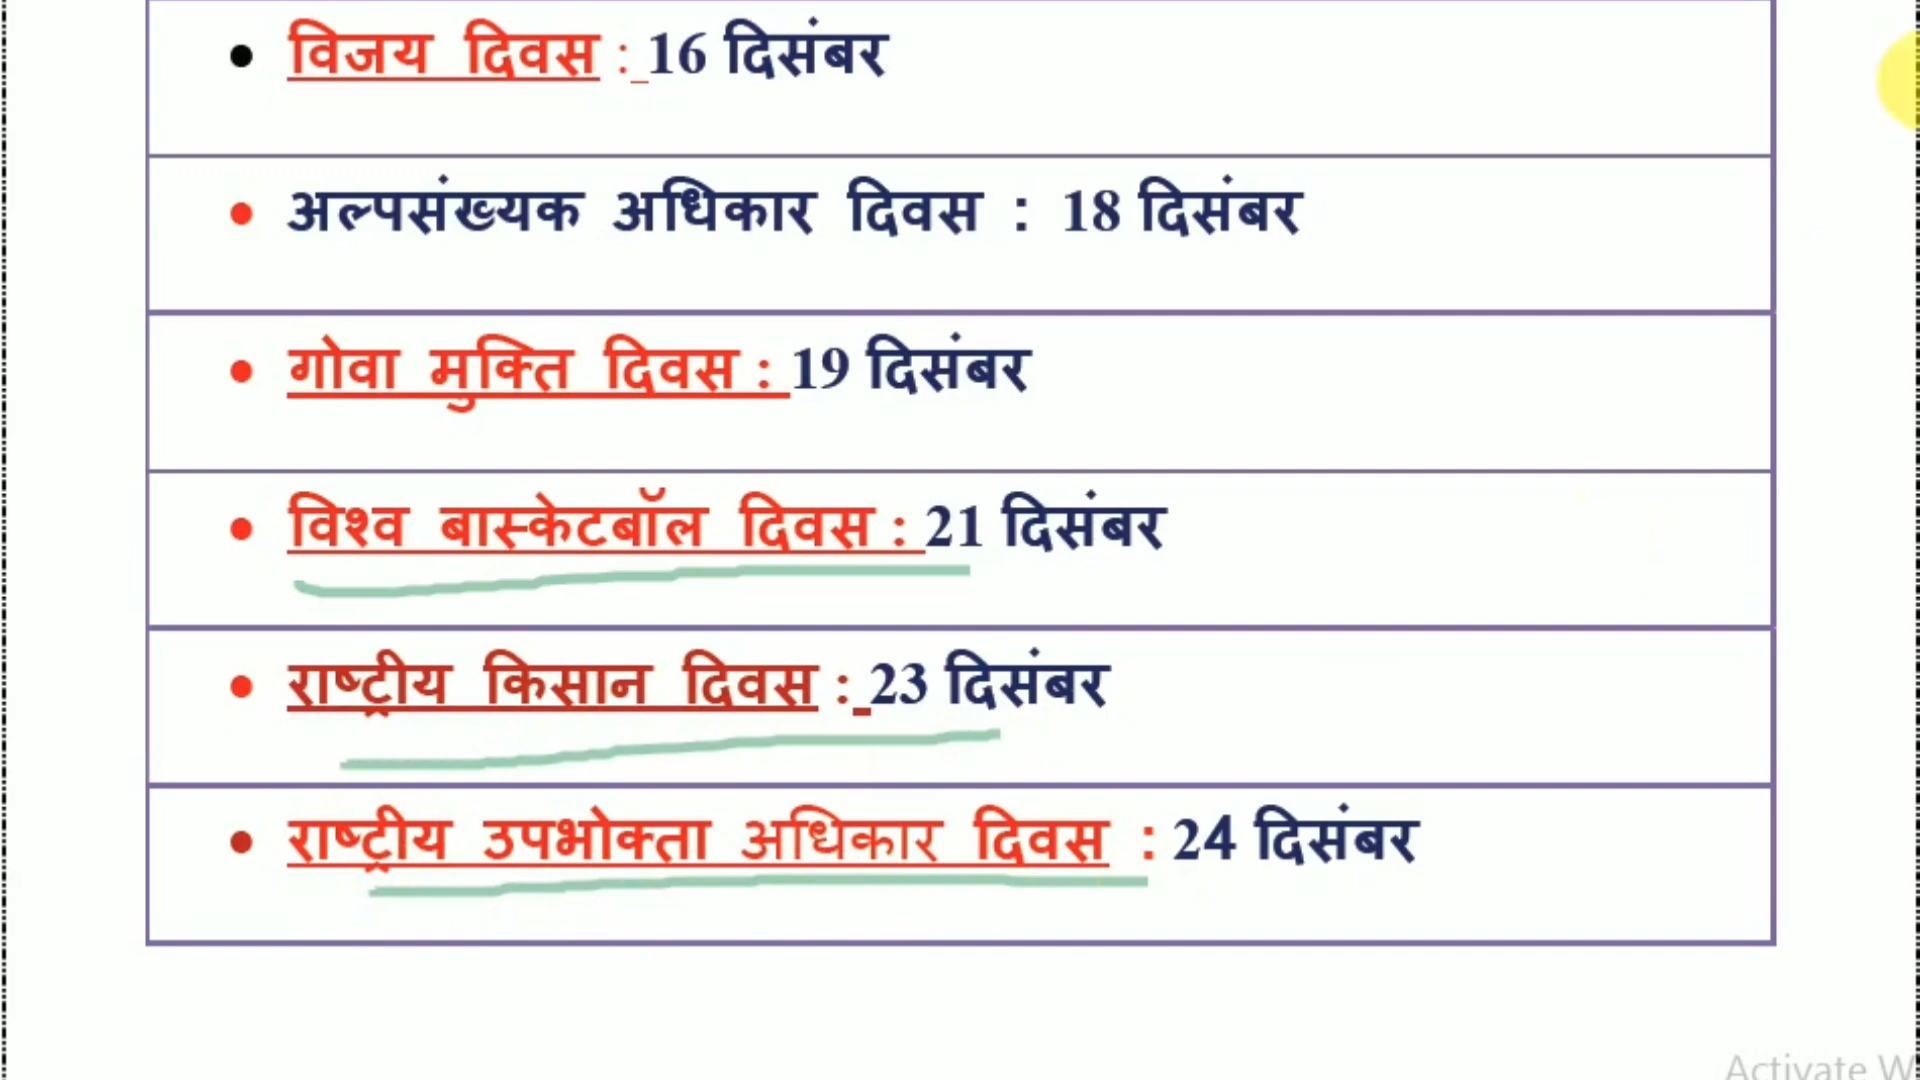 • विजय दिवस : 16 दिसंबर
• अल्पसंख्यक अधिकार दिवस : 18 दिसंबर
• गोवा मुक्ति दिवस : 19 दिसंबर
• विश्व बास्केटबॉल दिवस : 21 दिसंबर
• राष्ट्रीय किसान दिवस : 23 दिसंबर
• राष्ट्रीय उपभोक्ता अधिकार दिवस : 24 दिसंबर
Activate W